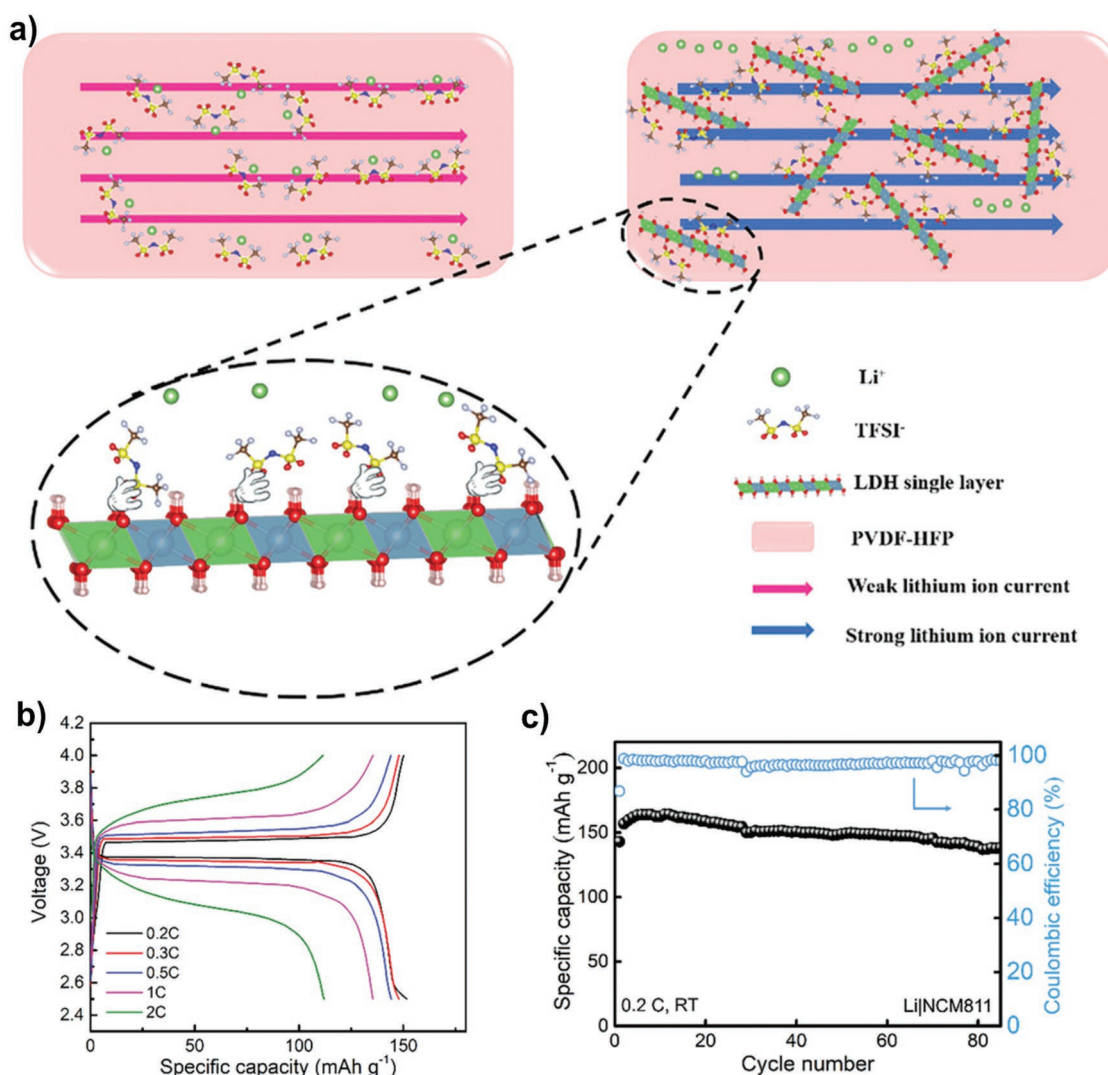 a)
Li⁺
TFSI⁻
LDH single layer
PVDF-HFP
Weak lithium ion current
Strong lithium ion current
b)
4.2
4.0
3.8
3.6
3.4
3.2
3.0
2.8
2.6
2.4
Voltage (V)
0.2C
0.3C
0.5C
1C
2C
0 50 100 150
Specific capacity (mAh g⁻¹)
c)
200
150
100
50
0
Specific capacity (mAh g⁻¹)
0.2 C, RT
Li|NCM811
100
80
60
40
20
0
Coulombic efficiency (%)
0 20 40 60 80
Cycle number